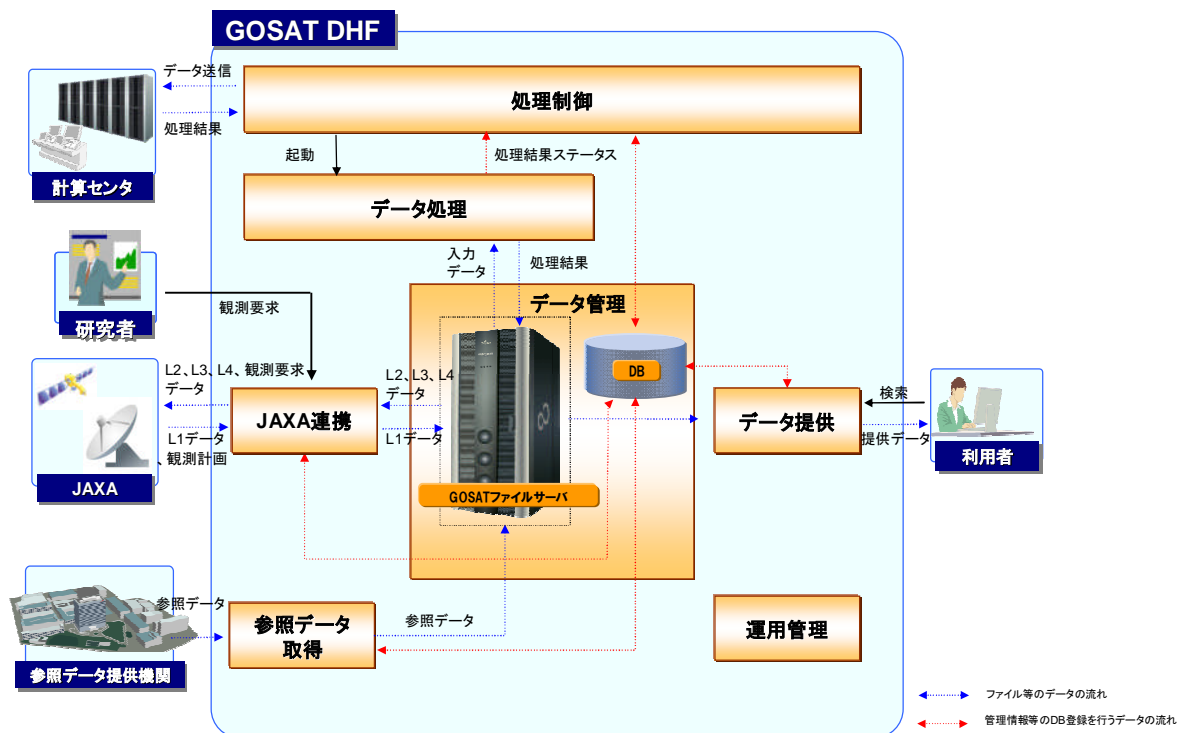 GOSAT DHF
データ送信
処理制御
処理結果
計算センタ
起動
処理結果ステータス
データ処理
入力
データ
処理結果
研究者
観測要求
データ管理
DB
L2、L3、L4、観測要求
データ
L2、L3、L4
データ
JAXA連携
L1データ
、観測計画
L1データ
JAXA
データ提供
検索
提供データ
利用者
GOSATファイルサーバ
参照データ
参照データ
取得
参照データ
参照データ提供機関
運用管理
ファイル等のデータの流れ
管理情報等のDB登録を行うデータの流れ